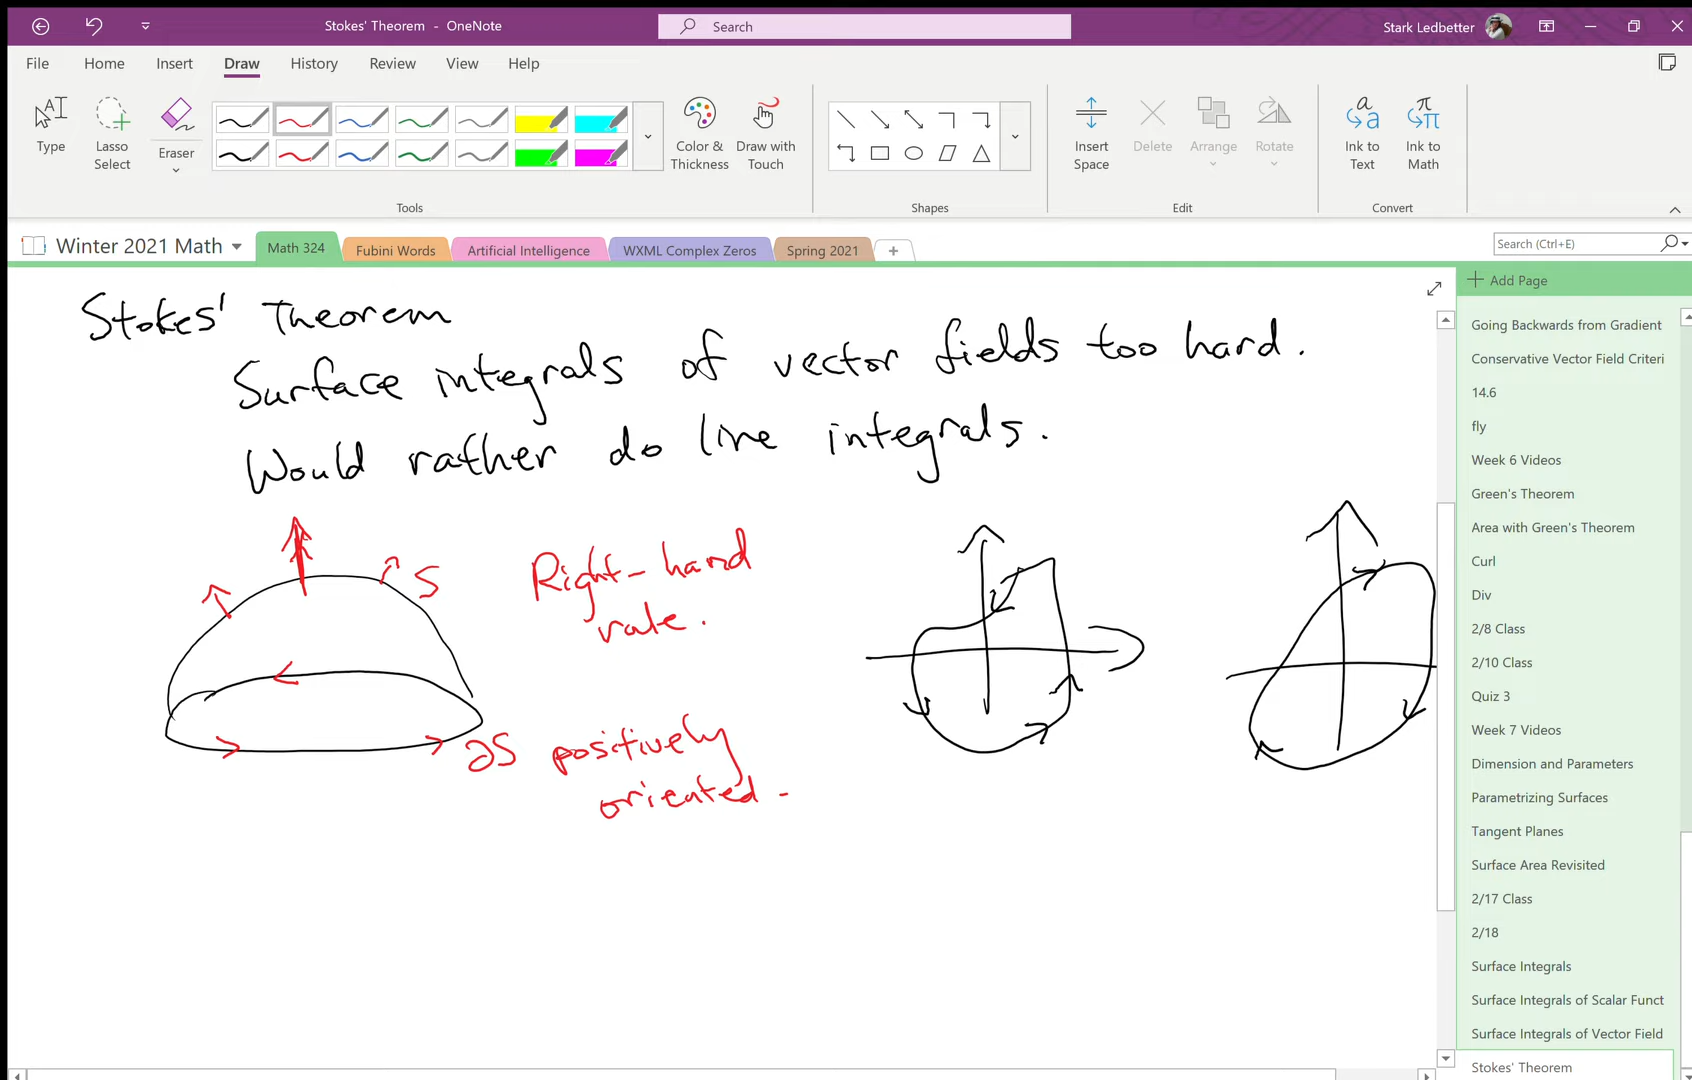 Stokes' Theorem - OneNote
Search
Stark Ledbetter
File Home Insert Draw History Review View Help
Type
Lasso Select
Eraser
Color & Thickness
Draw with Touch
Insert Space
Delete
Arrange
Rotate
Ink to Text
Ink to Math
Tools
Shapes
Edit
Convert
Winter 2021 Math
Math 324
Fubini Words
Artificial Intelligence
WXML Complex Zeros
Spring 2021
Search (Ctrl+E)
Stokes' Theorem
Surface integrals of vector fields too hard.
Would rather do line integrals.
S
Right-hand
rule.
∂S positively
oriented.
Add Page
Going Backwards from Gradient
Conservative Vector Field Criteri
14.6
fly
Week 6 Videos
Green's Theorem
Area with Green's Theorem
Curl
Div
2/8 Class
2/10 Class
Quiz 3
Week 7 Videos
Dimension and Parameters
Parametrizing Surfaces
Tangent Planes
Surface Area Revisited
2/17 Class
2/18
Surface Integrals
Surface Integrals of Scalar Funct
Surface Integrals of Vector Field
Stokes' Theorem